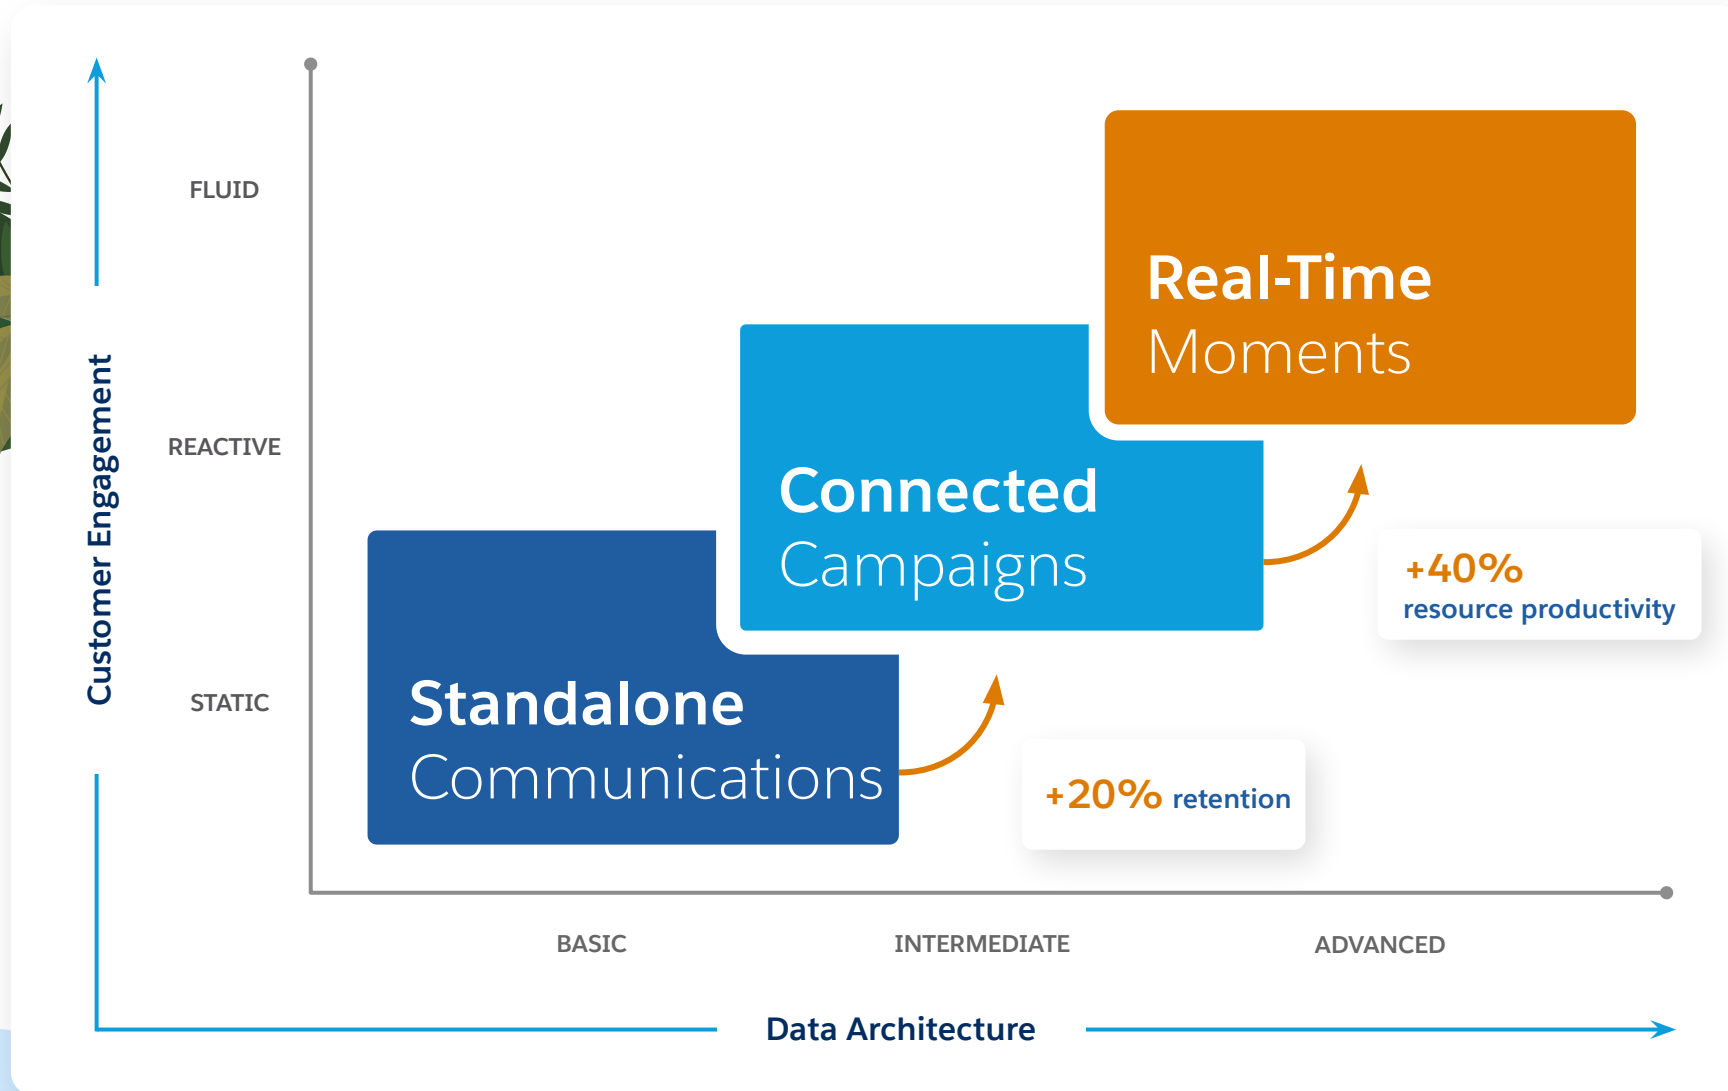 FLUID
Real-Time
Moments
REACTIVE
Connected
Campaigns
+40%
resource productivity
Customer Engagement
STATIC
Standalone
Communications
+20% retention
BASIC
INTERMEDIATE
ADVANCED
Data Architecture